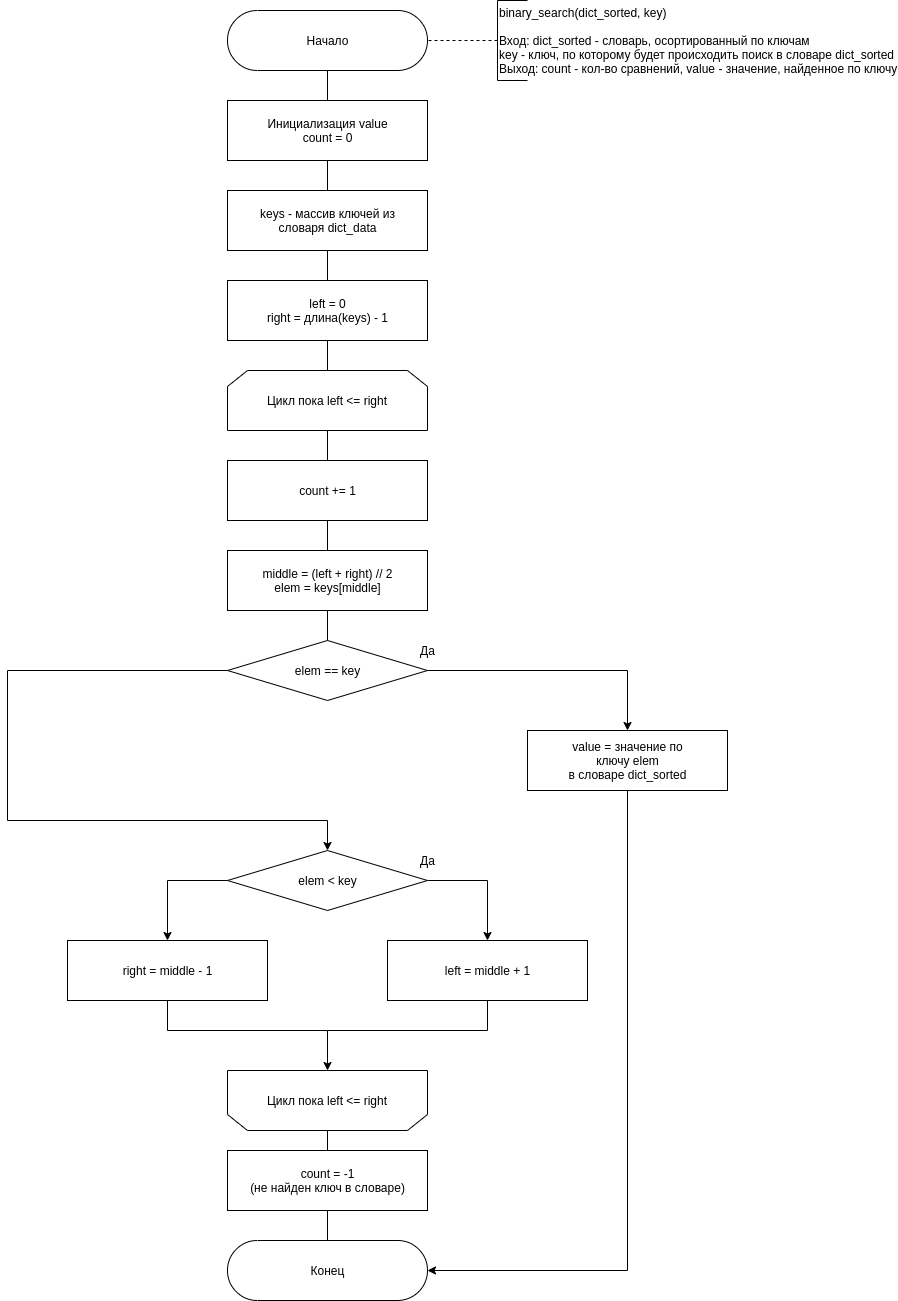 Начало
binary_search(dict_sorted, key)
Вход: dict_sorted - словарь, осортированный по ключам
key - ключ, по которому будет происходить поиск в словаре dict_sorted
Выход: count - кол-во сравнений, value - значение, найденное по ключу
Инициализация value
count = 0
keys - массив ключей из
словаря dict_data
left = 0
right = длина(keys) - 1
Цикл пока left <= right
count += 1
middle = (left + right) // 2
elem = keys[middle]
elem == key
Да
value = значение по
ключу elem
в словаре dict_sorted
elem < key
Да
right = middle - 1
left = middle + 1
Цикл пока left <= right
count = -1
(не найден ключ в словаре)
Конец